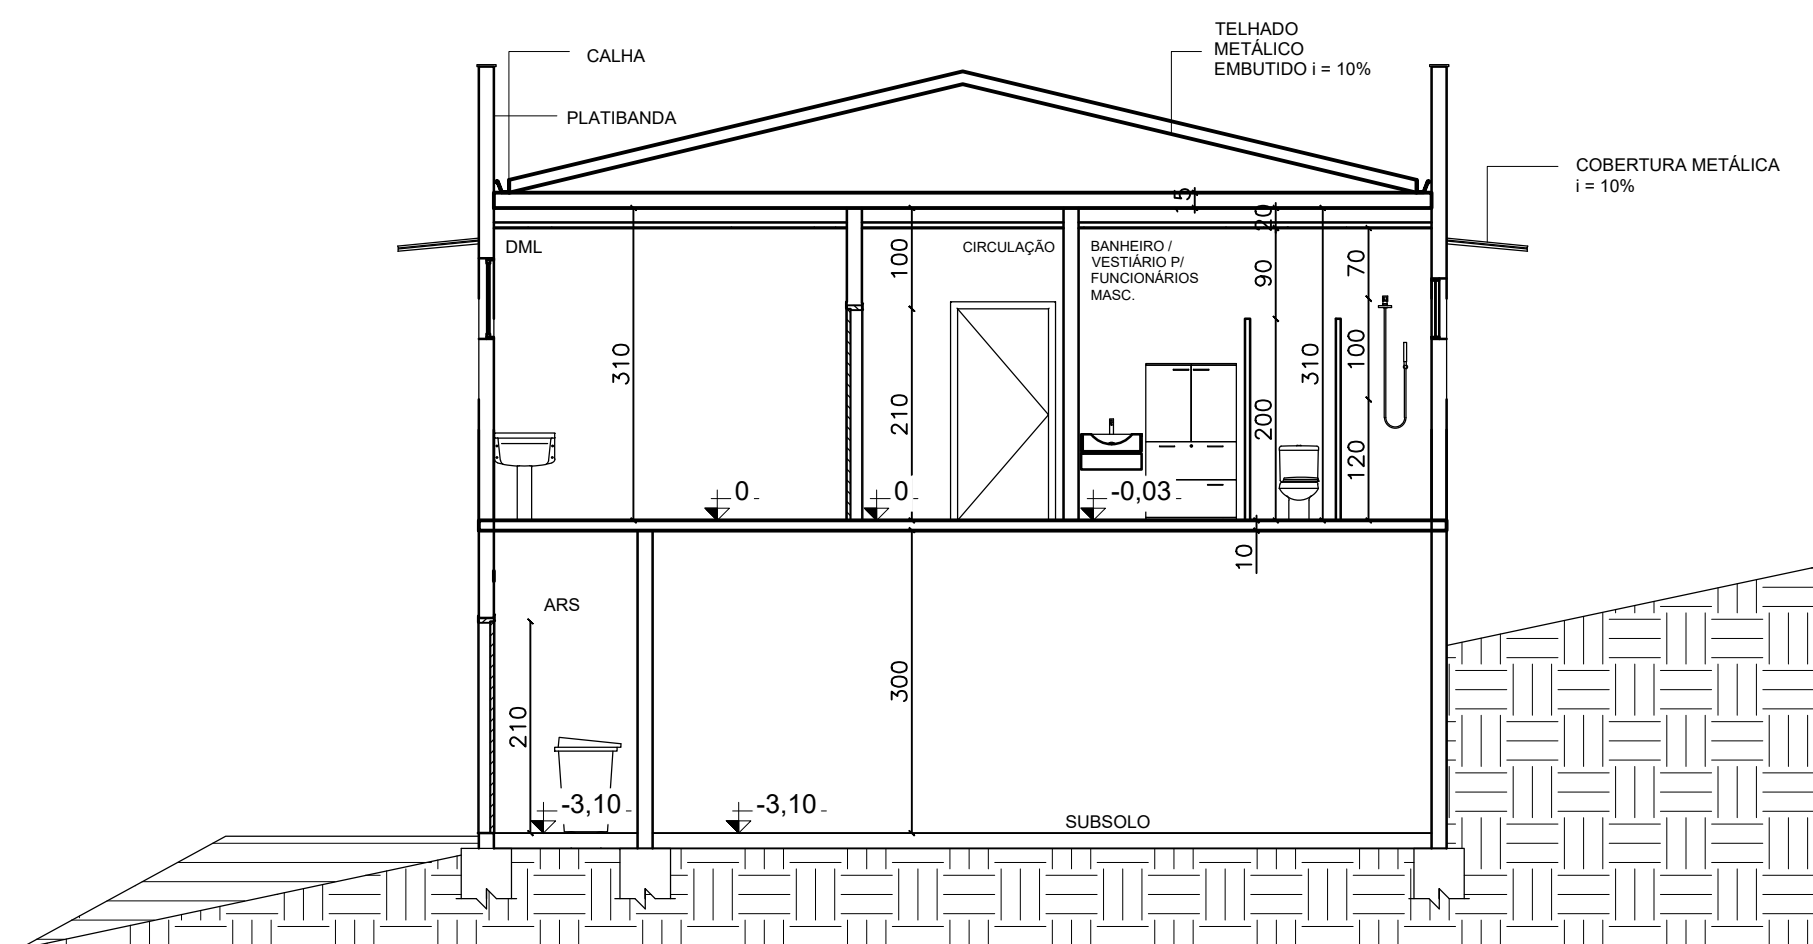 TELHADO
METÁLICO
EMBUTIDO i = 10%
CALHA
PLATIBANDA
COBERTURA METÁLICA
i = 10%
15
20
DML
CIRCULAÇÃO
BANHEIRO /
VESTIÁRIO P/
FUNCIONÁRIOS
MASC.
100
90
70
310
310
100
210
200
120
0
0
-0,03
10
ARS
300
210
-3,10
-3,10
SUBSOLO